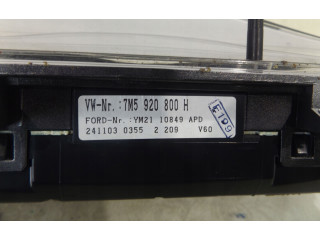 VW-Nr.:7M5 920 800 H
FORD-Nr.:YM21 10849 APD
241103 0355 2 209 V60